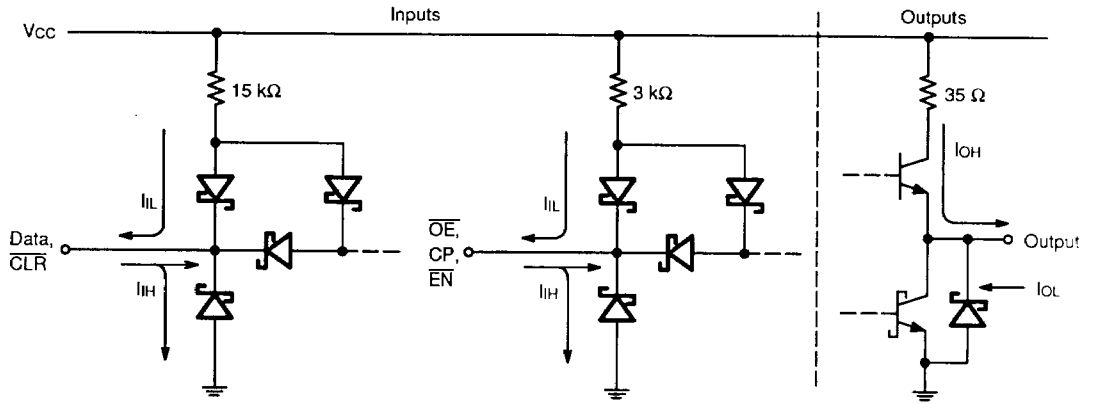 Inputs
Outputs
VCC
15 kΩ
3 kΩ
35 Ω
IIL
IIL
IOH
Data,
CLR
OE,
CP,
EN
Output
IIH
IIH
IOL